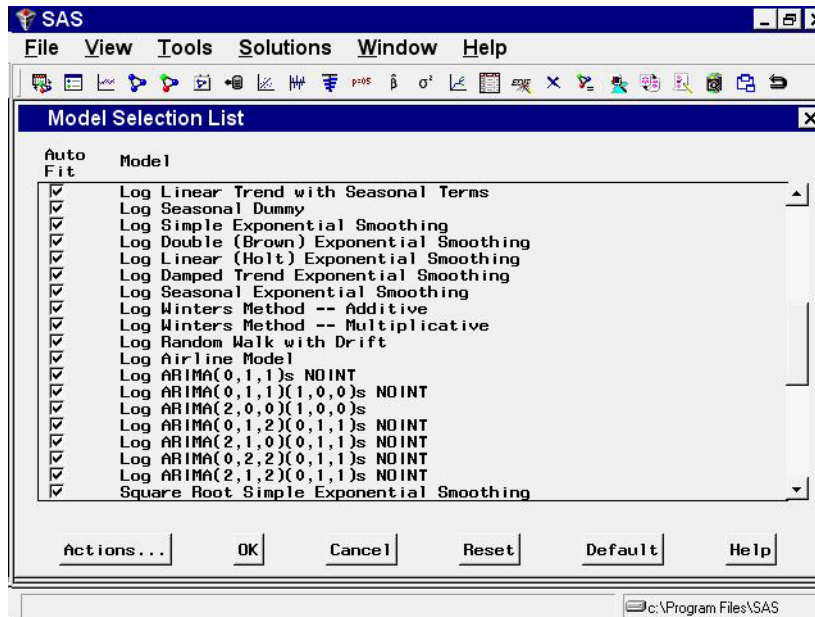 SAS
File View Tools Solutions Window Help
p=05 β̂ σ²
Model Selection List
Auto Fit
Model
Log Linear Trend with Seasonal Terms
Log Seasonal Dummy
Log Simple Exponential Smoothing
Log Double (Brown) Exponential Smoothing
Log Linear (Holt) Exponential Smoothing
Log Damped Trend Exponential Smoothing
Log Seasonal Exponential Smoothing
Log Winters Method -- Additive
Log Winters Method -- Multiplicative
Log Random Walk with Drift
Log Airline Model
Log ARIMA(0,1,1)s NOINT
Log ARIMA(0,1,1)(1,0,0)s NOINT
Log ARIMA(2,0,0)(1,0,0)s
Log ARIMA(0,1,2)(0,1,1)s NOINT
Log ARIMA(2,1,0)(0,1,1)s NOINT
Log ARIMA(0,2,2)(0,1,1)s NOINT
Log ARIMA(2,1,2)(0,1,1)s NOINT
Square Root Simple Exponential Smoothing
Actions... OK Cancel Reset Default Help
c:\Program Files\SAS